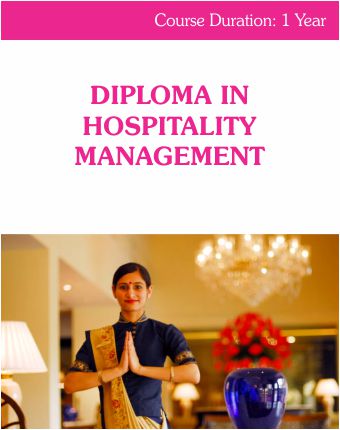 Course Duration: 1 Year
DIPLOMA IN
HOSPITALITY
MANAGEMENT